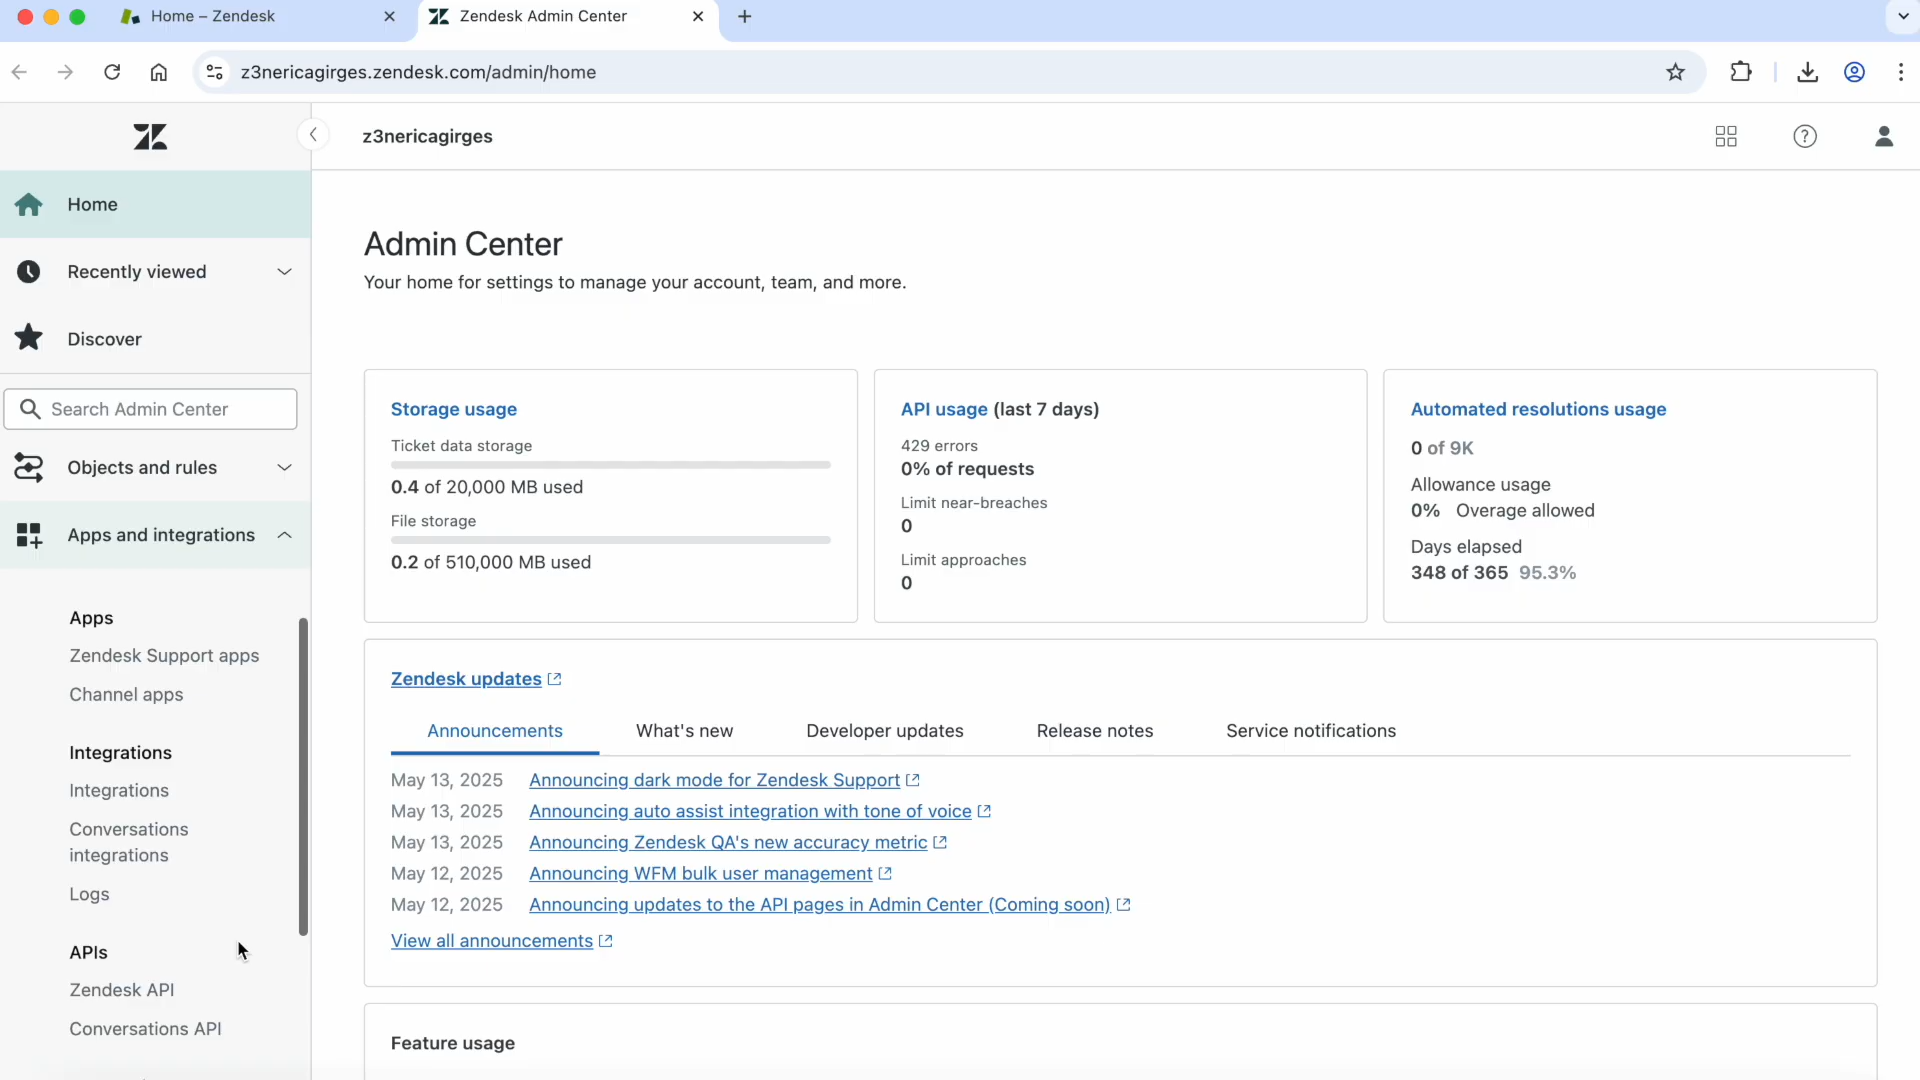 Home – Zendesk
Zendesk Admin Center
z3nericagirges.zendesk.com/admin/home
z3nericagirges
Home
Recently viewed
Discover
Search Admin Center
Objects and rules
Apps and integrations
Apps
Zendesk Support apps
Channel apps
Integrations
Integrations
Conversations
integrations
Logs
APIs
Zendesk API
Conversations API
Admin Center
Your home for settings to manage your account, team, and more.
Storage usage
Ticket data storage
0.4 of 20,000 MB used
File storage
0.2 of 510,000 MB used
API usage (last 7 days)
429 errors
0% of requests
Limit near-breaches
0
Limit approaches
0
Automated resolutions usage
0 of 9K
Allowance usage
0% Overage allowed
Days elapsed
348 of 365 95.3%
Zendesk updates
Announcements What's new Developer updates Release notes Service notifications
May 13, 2025 Announcing dark mode for Zendesk Support
May 13, 2025 Announcing auto assist integration with tone of voice
May 13, 2025 Announcing Zendesk QA's new accuracy metric
May 12, 2025 Announcing WFM bulk user management
May 12, 2025 Announcing updates to the API pages in Admin Center (Coming soon)
View all announcements
Feature usage